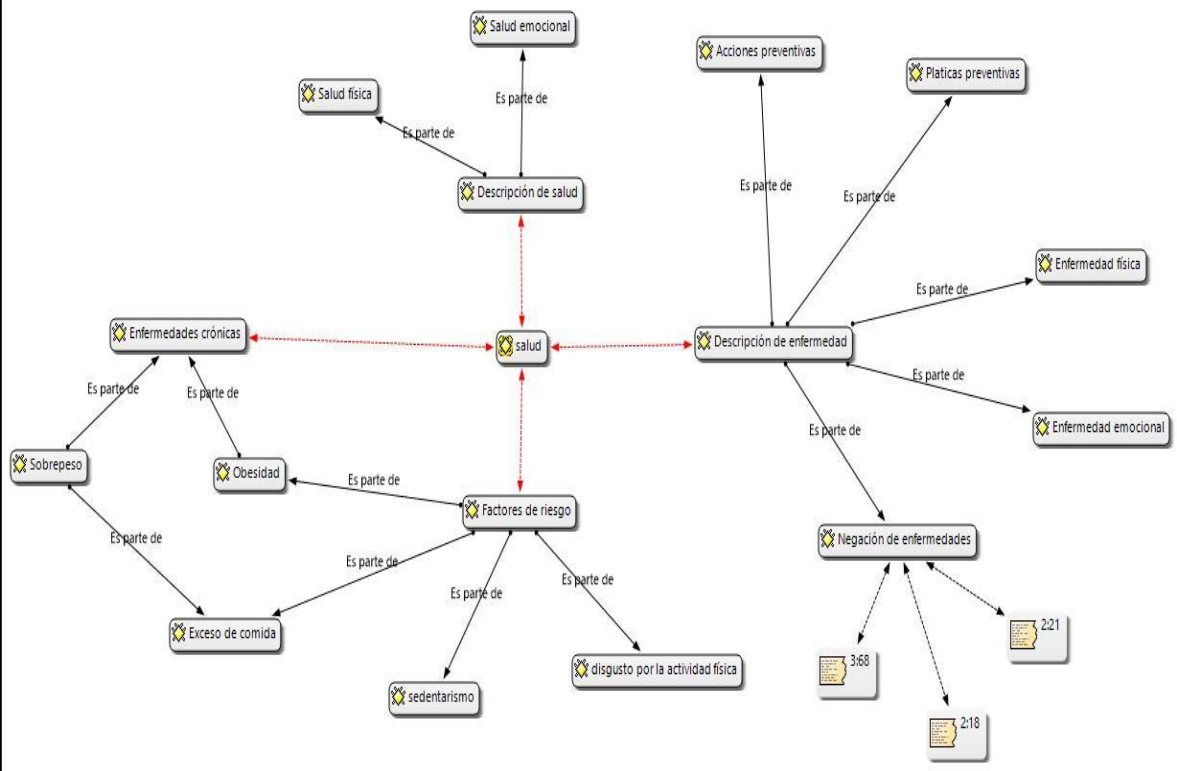 Salud emocional
Acciones preventivas
Platicas preventivas
Salud física
Es parte de
Es parte de
Descripción de salud
Es parte de
Es parte de
Enfermedad física
Es parte de
Enfermedades crónicas
salud
Descripción de enfermedad
Es parte de
Es parte de
Es parte de
Enfermedad emocional
Es parte de
Sobrepeso
Obesidad
Es parte de
Factores de riesgo
Es parte de
Negación de enfermedades
Es parte de
Es parte de
Es parte de
Exceso de comida
2:21
3:68
disgusto por la actividad física
sedentarismo
2:18